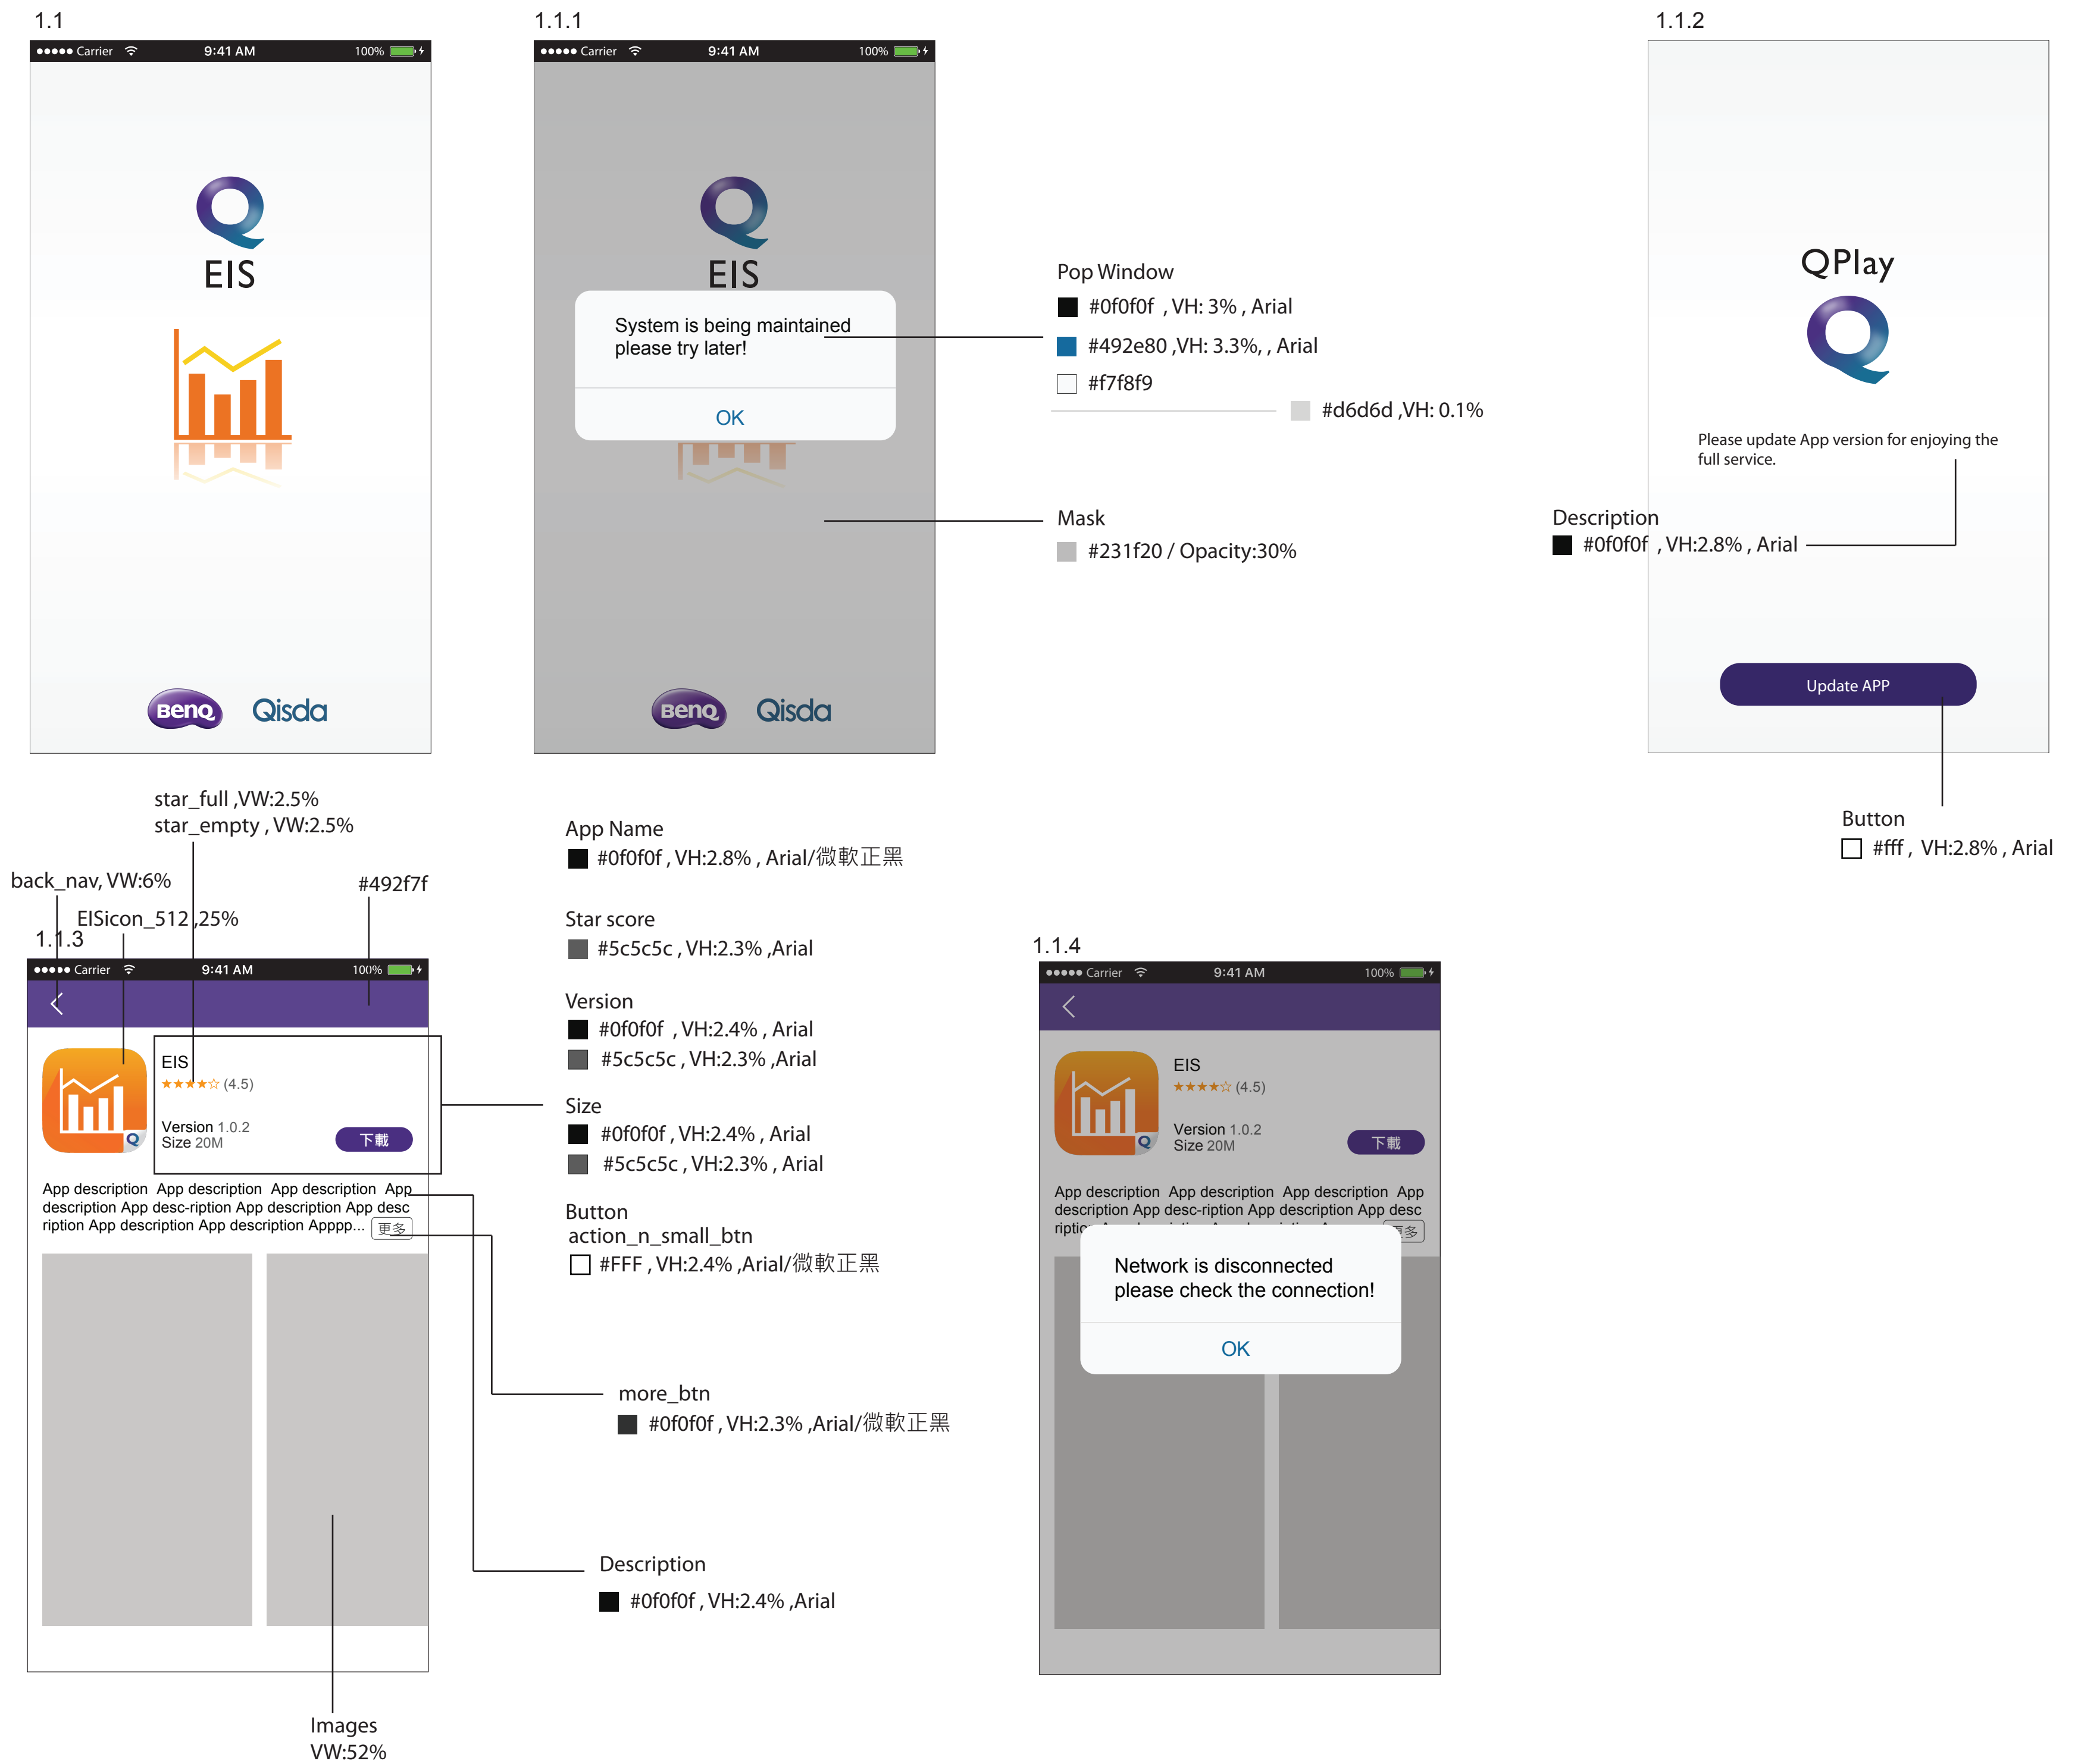 1.1
●●●●● Carrier 9:41 AM 100%
Q
EIS
BenQ Qisda
1.1.1
●●●●● Carrier 9:41 AM 100%
Q
EIS
System is being maintained
please try later!
OK
BenQ Qisda
Pop Window
#0f0f0f , VH: 3% , Arial
#492e80 ,VH: 3.3%, , Arial
#f7f8f9
#d6d6d ,VH: 0.1%
Mask
#231f20 / Opacity:30%
1.1.2
QPlay
Q
Please update App version for enjoying the
full service.
Description
#0f0f0f , VH:2.8% , Arial
Update APP
Button
#fff , VH:2.8% , Arial
star_full ,VW:2.5%
star_empty , VW:2.5%
back_nav, VW:6%
#492f7f
EISicon_512 ,25%
1.1.3
●●●●● Carrier 9:41 AM 100%
EIS
★★★★☆ (4.5)
Version 1.0.2
Size 20M
下載
Q
App description App description App description App
description App desc-ription App description App desc
ription App description App description Apppp...
更多
Images
VW:52%
App Name
#0f0f0f , VH:2.8% , Arial/微軟正黑
Star score
#5c5c5c , VH:2.3% ,Arial
Version
#0f0f0f , VH:2.4% , Arial
#5c5c5c , VH:2.3% ,Arial
Size
#0f0f0f , VH:2.4% , Arial
#5c5c5c , VH:2.3% , Arial
Button
action_n_small_btn
#FFF , VH:2.4% ,Arial/微軟正黑
more_btn
#0f0f0f , VH:2.3% ,Arial/微軟正黑
Description
#0f0f0f , VH:2.4% ,Arial
1.1.4
●●●●● Carrier 9:41 AM 100%
EIS
★★★★☆ (4.5)
Version 1.0.2
Size 20M
下載
Q
App description App description App description App
description App desc-ription App description App desc
更多
Network is disconnected
please check the connection!
OK